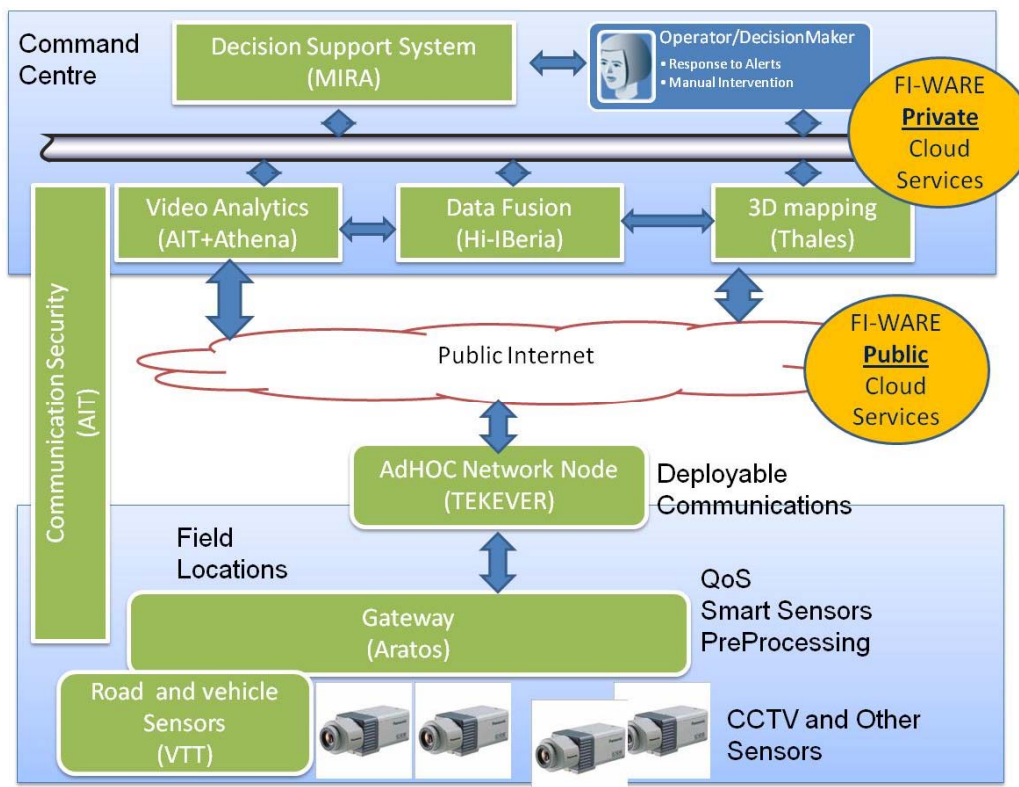 Command
Centre
Decision Support System
(MIRA)
Operator/DecisionMaker
• Response to Alerts
• Manual Intervention
FI-WARE
Private
Cloud
Services
Video Analytics
(AIT+Athena)
Data Fusion
(Hi-IBeria)
3D mapping
(Thales)
Communication Security
(AIT)
Public Internet
FI-WARE
Public
Cloud
Services
AdHOC Network Node
(TEKEVER)
Deployable
Communications
Field
Locations
QoS
Smart Sensors
PreProcessing
Gateway
(Aratos)
Road and vehicle
Sensors
(VTT)
CCTV and Other
Sensors